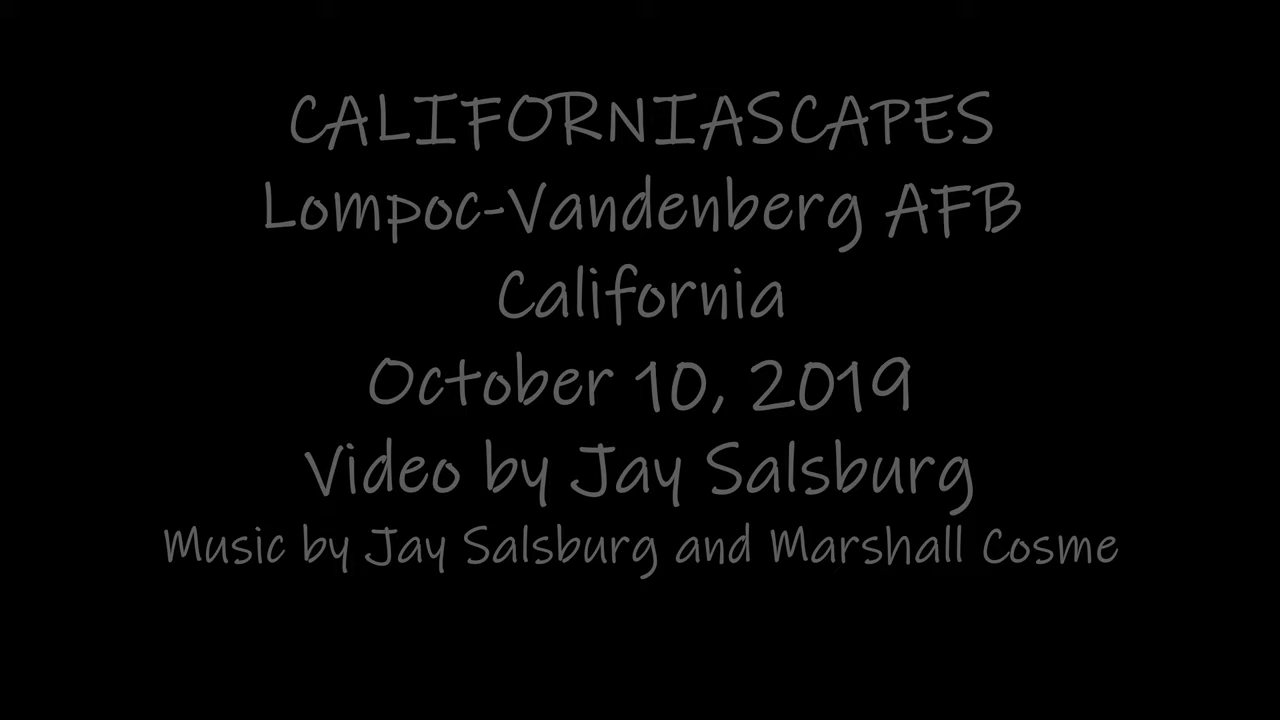 CALIFORNIASCAPES
Lompoc-Vandenberg AFB
California
October 10, 2019
Video by Jay Salsburg
Music by Jay Salsburg and Marshall Cosme